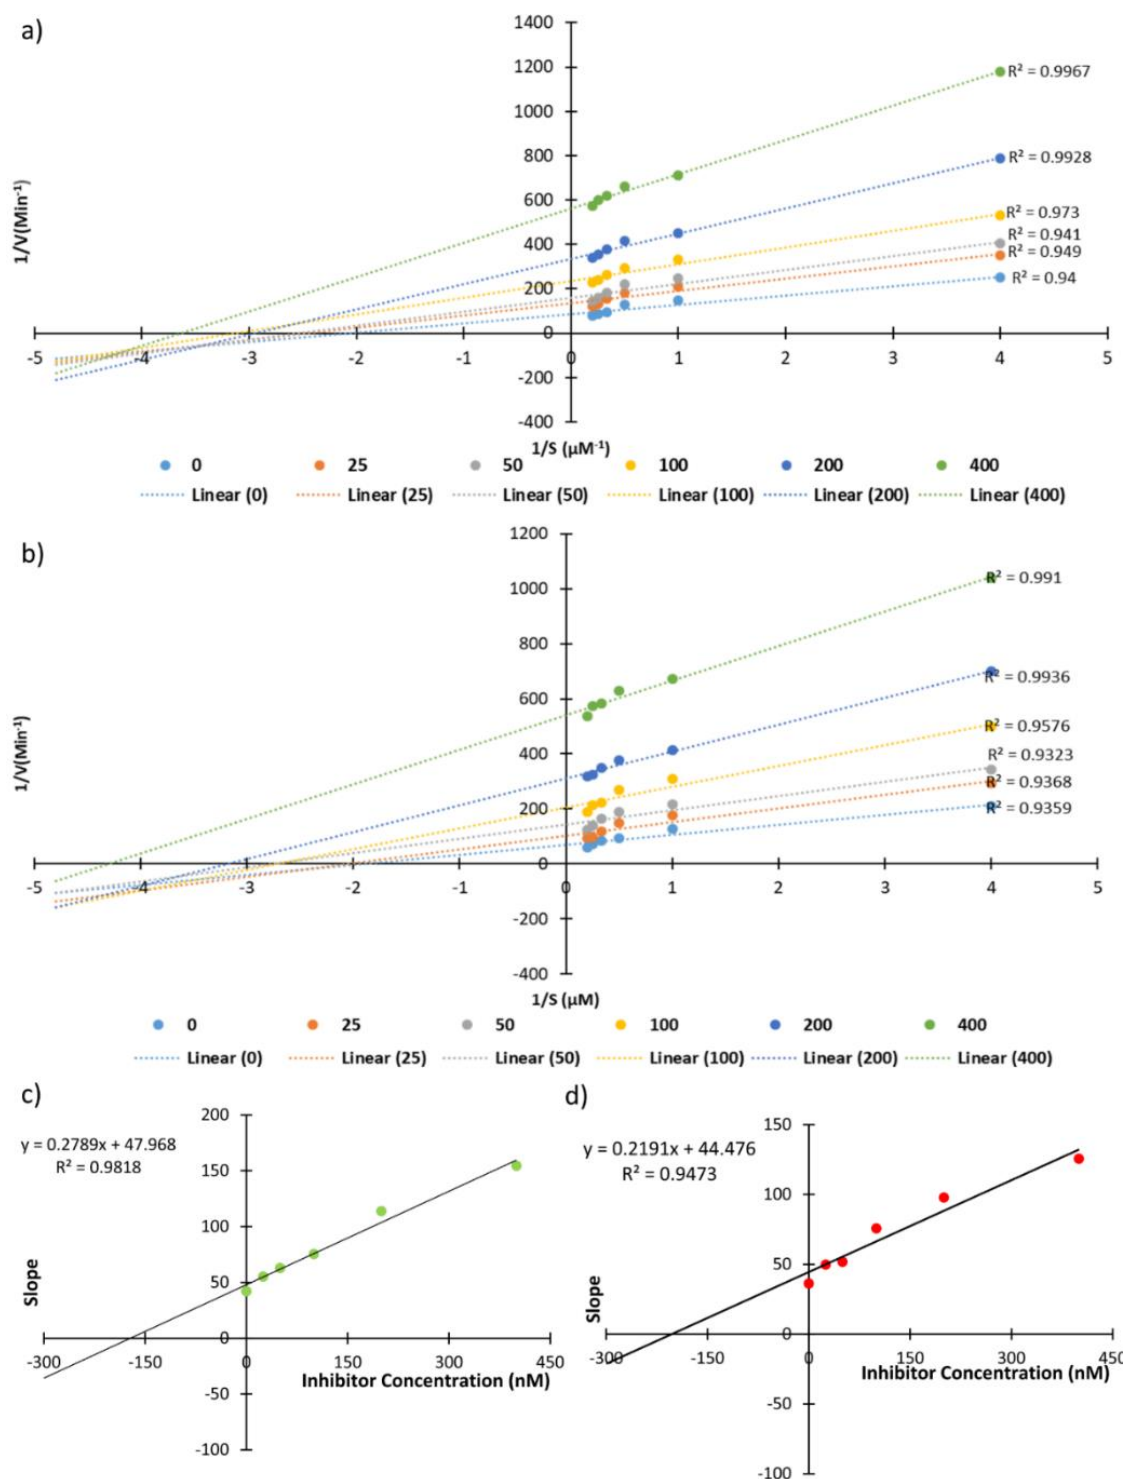 a)
1400
1200
1000
800
600
400
200
0
-200
-400
-5
-4
-3
-2
-1
0
1
2
3
4
5
R² = 0.9967
R² = 0.9928
R² = 0.973
R² = 0.941
R² = 0.949
R² = 0.94
1/V(Min⁻¹)
1/S (µM⁻¹)
0 25 50 100 200 400
Linear (0) Linear (25) Linear (50) Linear (100) Linear (200) Linear (400)
b)
1200
1000
800
600
400
200
0
-200
-400
-5
-4
-3
-2
-1
0
1
2
3
4
5
R² = 0.991
R² = 0.9936
R² = 0.9576
R² = 0.9323
R² = 0.9368
R² = 0.9359
1/V(Min⁻¹)
1/S (µM)
0 25 50 100 200 400
Linear (0) Linear (25) Linear (50) Linear (100) Linear (200) Linear (400)
c)
y = 0.2789x + 47.968
R² = 0.9818
200
150
100
50
0
-50
-100
-300
-150
0
150
300
450
Slope
Inhibitor Concentration (nM)
d)
y = 0.2191x + 44.476
R² = 0.9473
150
100
50
0
-50
-100
-300
-150
0
150
300
450
Slope
Inhibitor Concentration (nM)